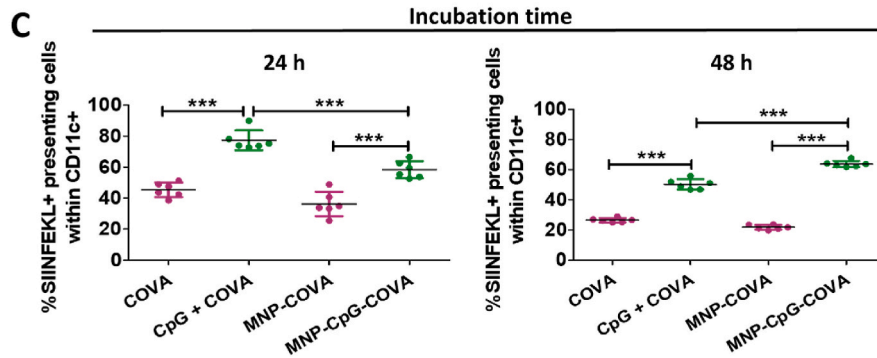 C
Incubation time
24 h
48 h
%SIINFEKL+ presenting cells
within CD11c+
100
80
60
40
20
0
***
***
***
COVA
CpG + COVA
MNP-COVA
MNP-CpG-COVA
%SIINFEKL+ presenting cells
within CD11c+
100
80
60
40
20
0
***
***
***
COVA
CpG + COVA
MNP-COVA
MNP-CpG-COVA